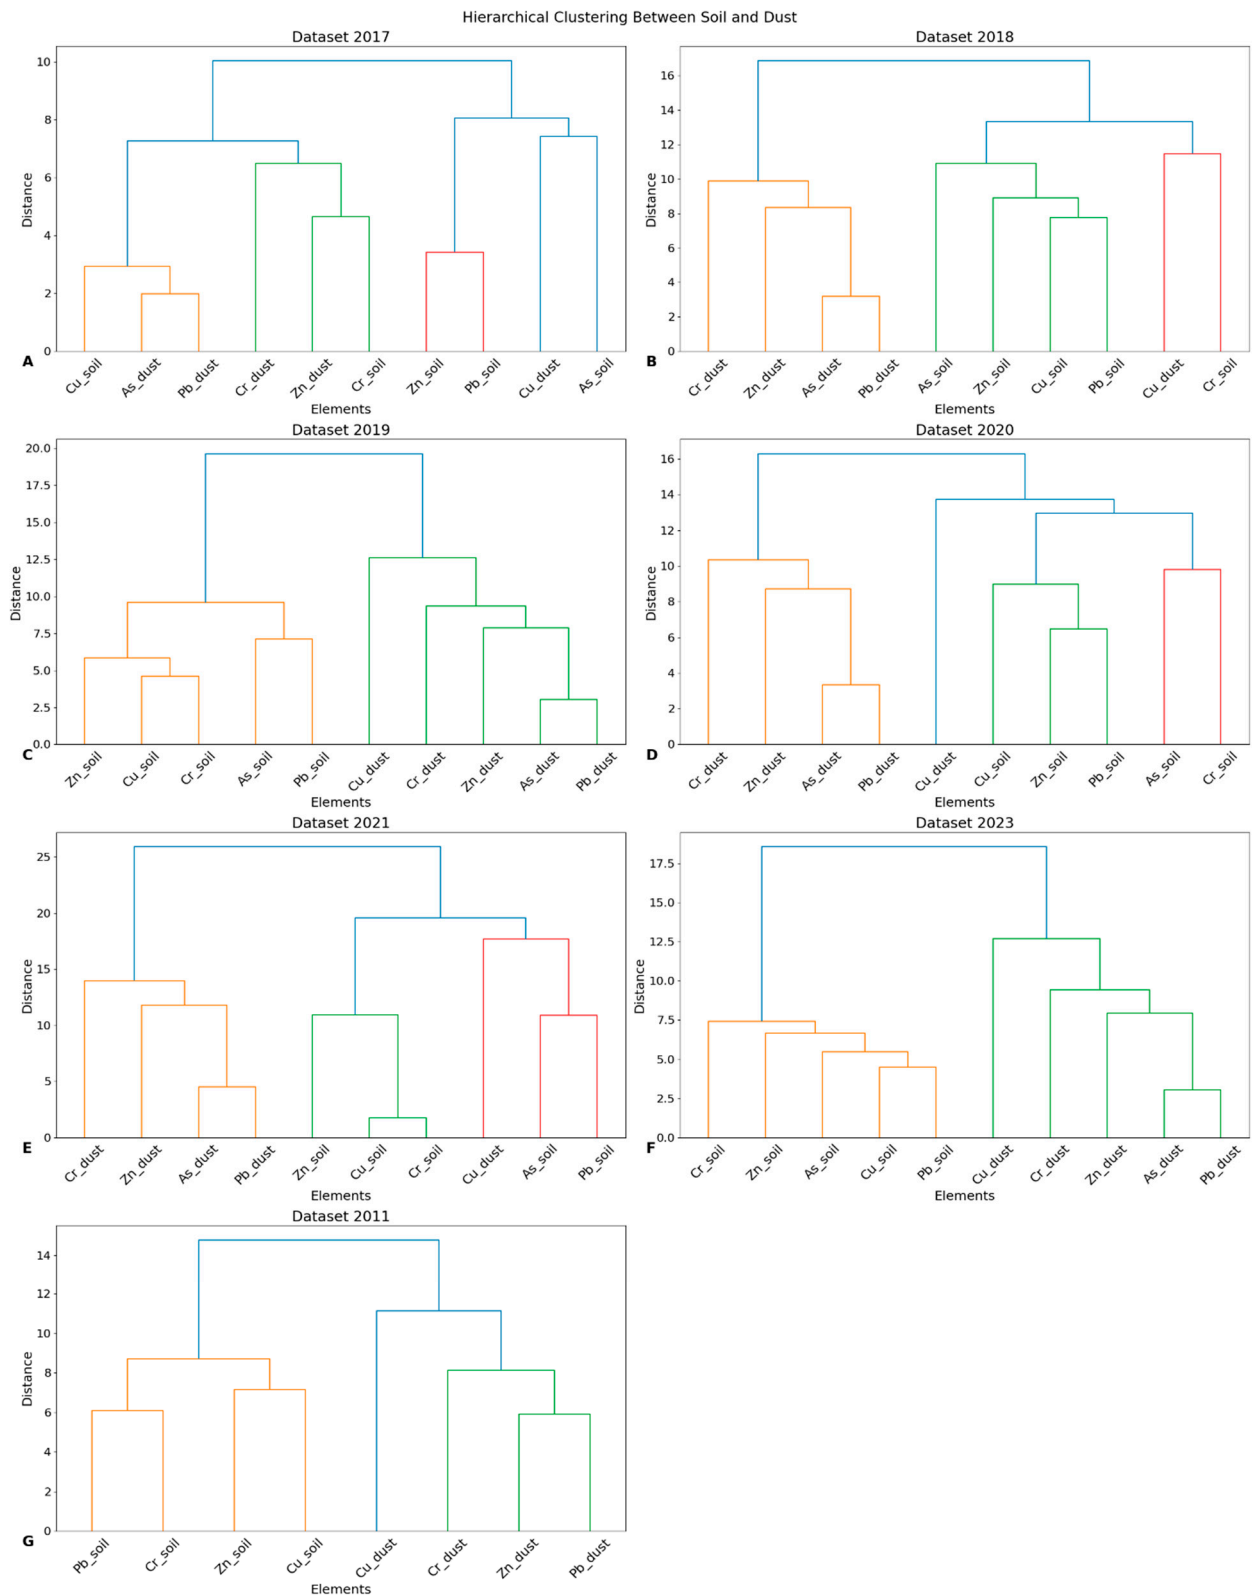 Hierarchical Clustering Between Soil and Dust
Dataset 2017
10
8
6
4
2
0
Distance
A
Cu_soil As_dust Pb_dust Cr_dust Zn_dust Cr_soil Zn_soil Pb_soil Cu_dust As_soil
Elements
Dataset 2018
16
14
12
10
8
6
4
2
0
Distance
B
Cr_dust Zn_dust As_dust Pb_dust As_soil Zn_soil Cu_soil Pb_soil Cu_dust Cr_soil
Elements
Dataset 2019
20.0
17.5
15.0
12.5
10.0
7.5
5.0
2.5
0.0
Distance
C
Zn_soil Cu_soil Cr_soil As_soil Pb_soil Cu_dust Cr_dust Zn_dust As_dust Pb_dust
Elements
Dataset 2020
16
14
12
10
8
6
4
2
0
Distance
D
Cr_dust Zn_dust As_dust Pb_dust Cu_dust Cu_soil Zn_soil Pb_soil As_soil Cr_soil
Elements
Dataset 2021
25
20
15
10
5
0
Distance
E
Cr_dust Zn_dust As_dust Pb_dust Zn_soil Cu_soil Cr_soil Cu_dust As_soil Pb_soil
Elements
Dataset 2023
17.5
15.0
12.5
10.0
7.5
5.0
2.5
0.0
Distance
F
Cr_soil Zn_soil As_soil Cu_soil Pb_soil Cu_dust Cr_dust Zn_dust As_dust Pb_dust
Elements
Dataset 2011
14
12
10
8
6
4
2
0
Distance
G
Pb_soil Cr_soil Zn_soil Cu_soil Cu_dust Cr_dust Zn_dust Pb_dust
Elements